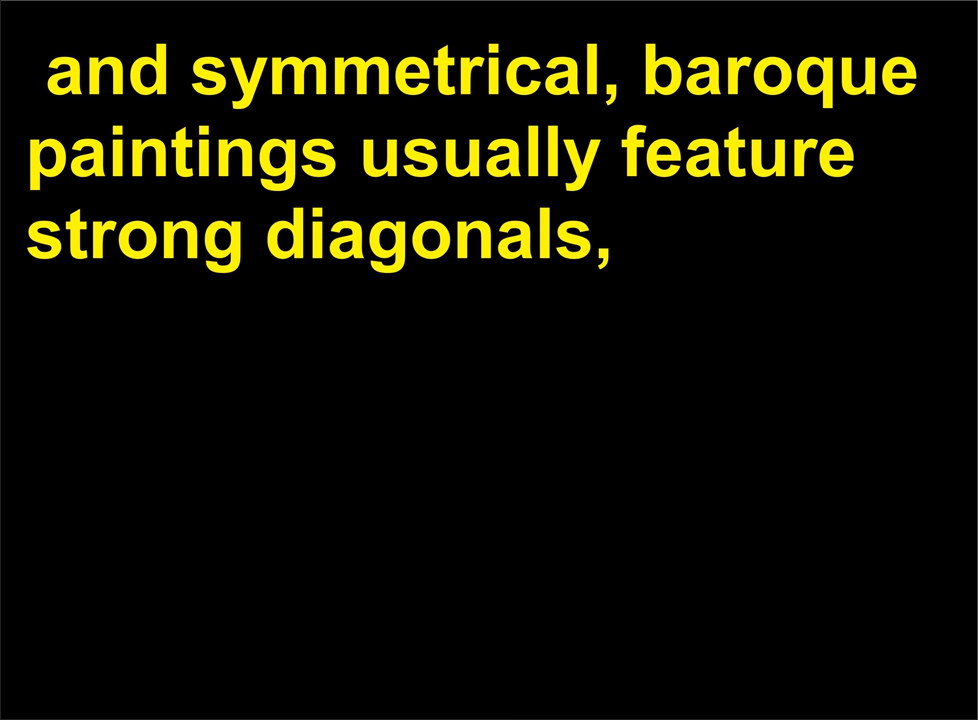 and symmetrical, baroque
paintings usually feature
strong diagonals,